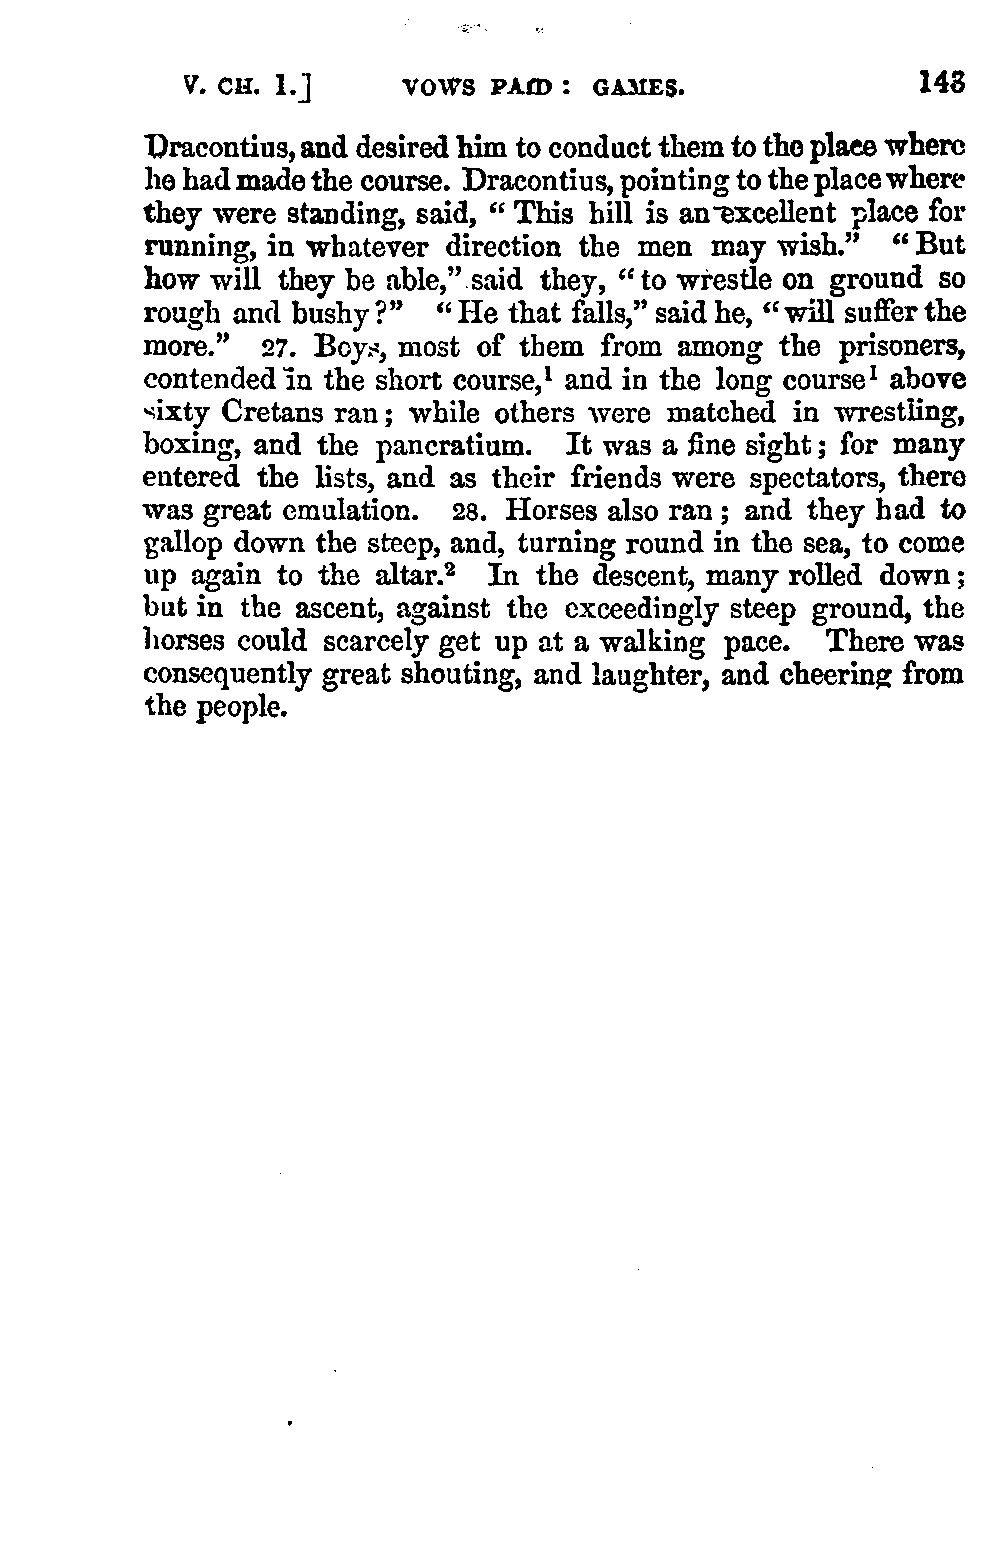 V. CH. 1.] VOWS PAID: GAMES. 143
Dracontius, and desired him to conduct them to the place where
he had made the course. Dracontius, pointing to the place where
they were standing, said, “This hill is an excellent place for
running, in whatever direction the men may wish.” “But
how will they be able,” said they, “to wrestle on ground so
rough and bushy?” “He that falls,” said he, “will suffer the
more.” 27. Boys, most of them from among the prisoners,
contended in the short course,¹ and in the long course¹ above
sixty Cretans ran; while others were matched in wrestling,
boxing, and the pancratium. It was a fine sight; for many
entered the lists, and as their friends were spectators, there
was great emulation. 28. Horses also ran; and they had to
gallop down the steep, and, turning round in the sea, to come
up again to the altar.² In the descent, many rolled down;
but in the ascent, against the exceedingly steep ground, the
horses could scarcely get up at a walking pace. There was
consequently great shouting, and laughter, and cheering from
the people.